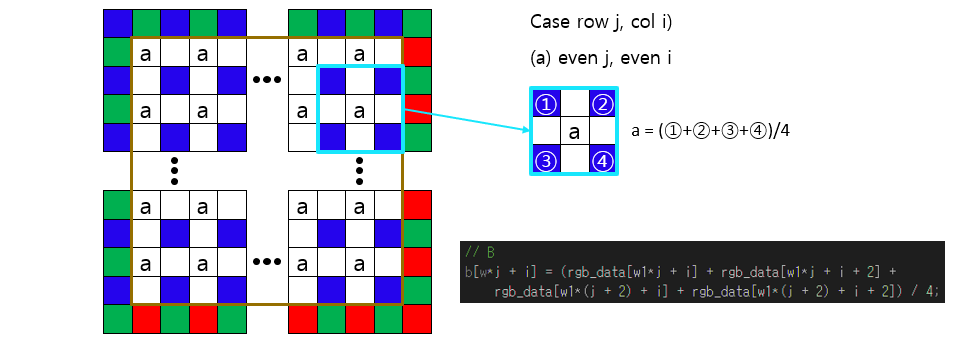 Case row j, col i)
(a) even j, even i
a a a a
a a a a
① ②
a
③ ④
a = (①+②+③+④)/4
a a a a
a a a a
// B
b[w*j + i] = (rgb_data[w1*j + i] + rgb_data[w1*j + i + 2] +
rgb_data[w1*(j + 2) + i] + rgb_data[w1*(j + 2) + i + 2]) / 4;